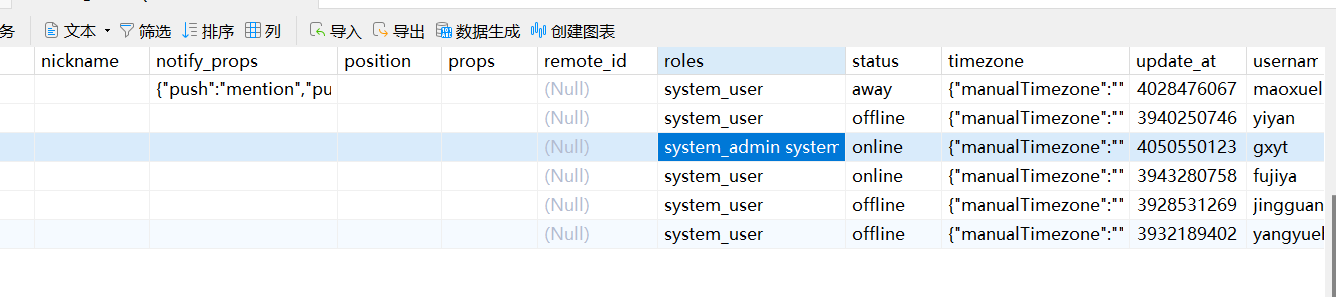 务 文本 筛选 排序 列 导入 导出 数据生成 创建图表
nickname notify_props position props remote_id roles status timezone update_at usernam
{"push":"mention","pu (Null) system_user away {"manualTimezone":"" 4028476067 maoxuel
(Null) system_user offline {"manualTimezone":"" 3940250746 yiyan
(Null) system_admin system online {"manualTimezone":"" 4050550123 gxyt
(Null) system_user online {"manualTimezone":"" 3943280758 fujiya
(Null) system_user offline {"manualTimezone":"" 3928531269 jingguan
(Null) system_user offline {"manualTimezone":"" 3932189402 yangyuel